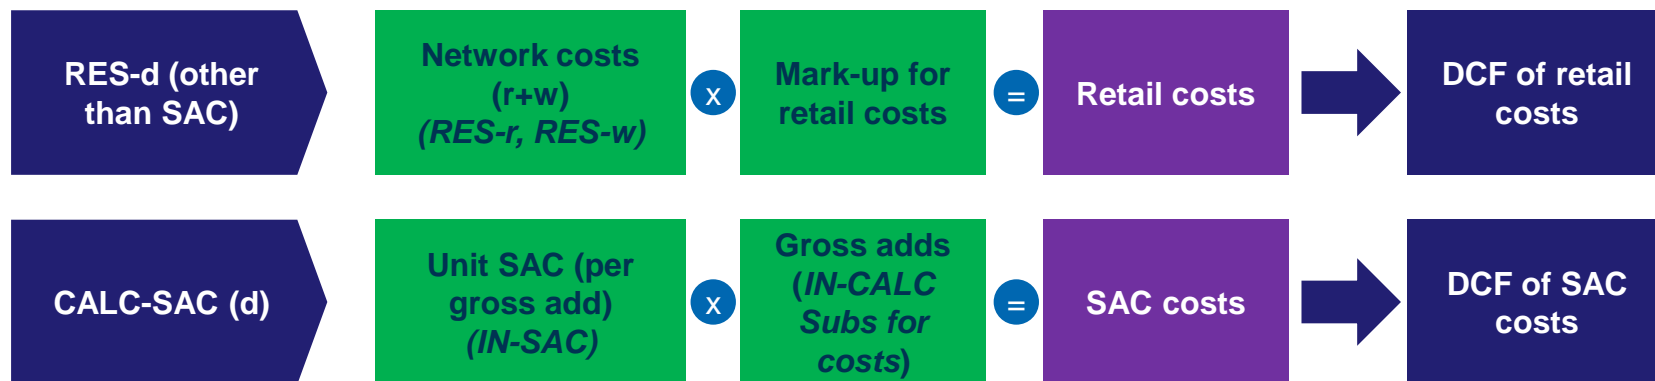 RES-d (other
than SAC)
Network costs
(r+w)
(RES-r, RES-w)
x
Mark-up for
retail costs
=
Retail costs
DCF of retail
costs
CALC-SAC (d)
Unit SAC (per
gross add)
(IN-SAC)
x
Gross adds
(IN-CALC
Subs for
costs)
=
SAC costs
DCF of SAC
costs